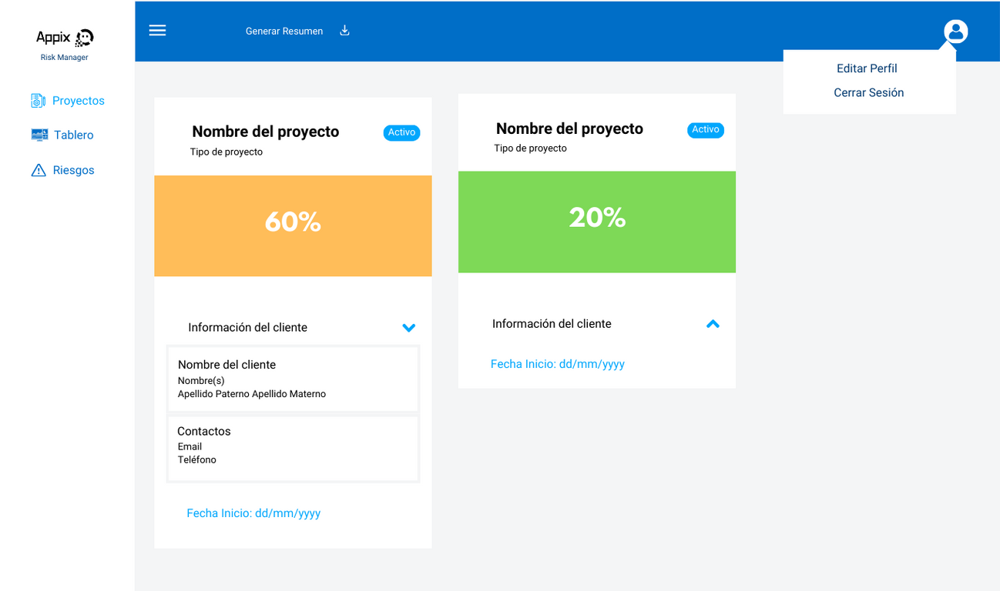 Appix
Risk Manager
Proyectos
Tablero
Riesgos
Generar Resumen
Editar Perfil
Cerrar Sesión
Nombre del proyecto
Activo
Tipo de proyecto
60%
Información del cliente
Nombre del cliente
Nombre(s)
Apellido Paterno Apellido Materno
Contactos
Email
Teléfono
Fecha Inicio: dd/mm/yyyy
Nombre del proyecto
Activo
Tipo de proyecto
20%
Información del cliente
Fecha Inicio: dd/mm/yyyy